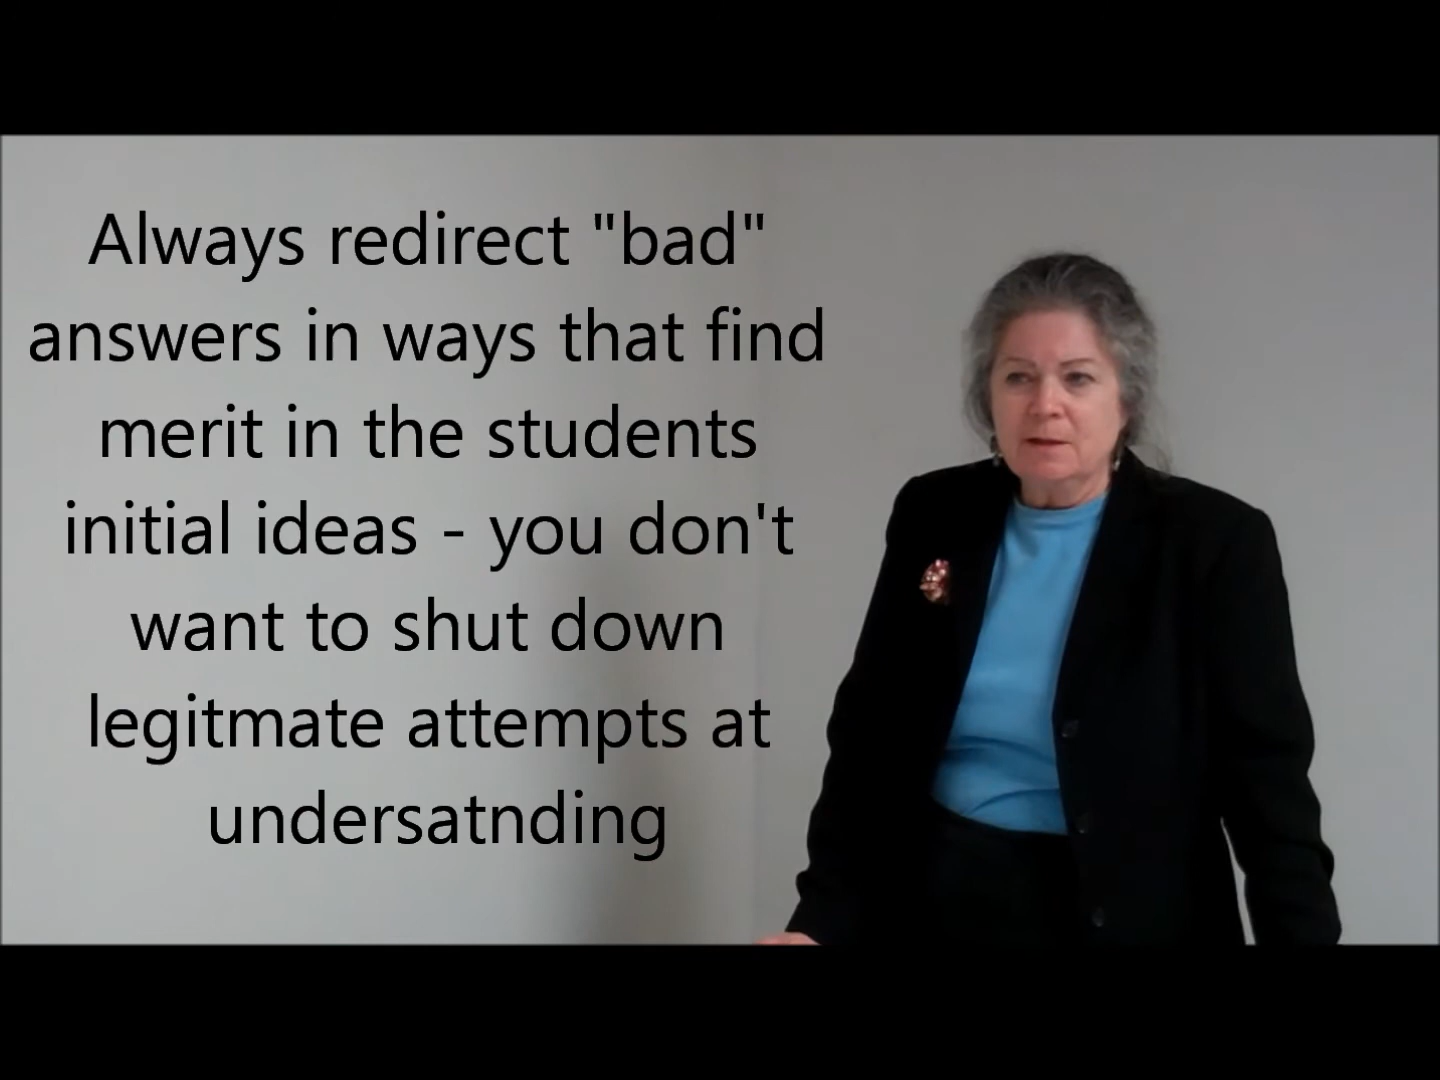 Always redirect "bad"
answers in ways that find
merit in the students
initial ideas - you don't
want to shut down
legitmate attempts at
undersatnding